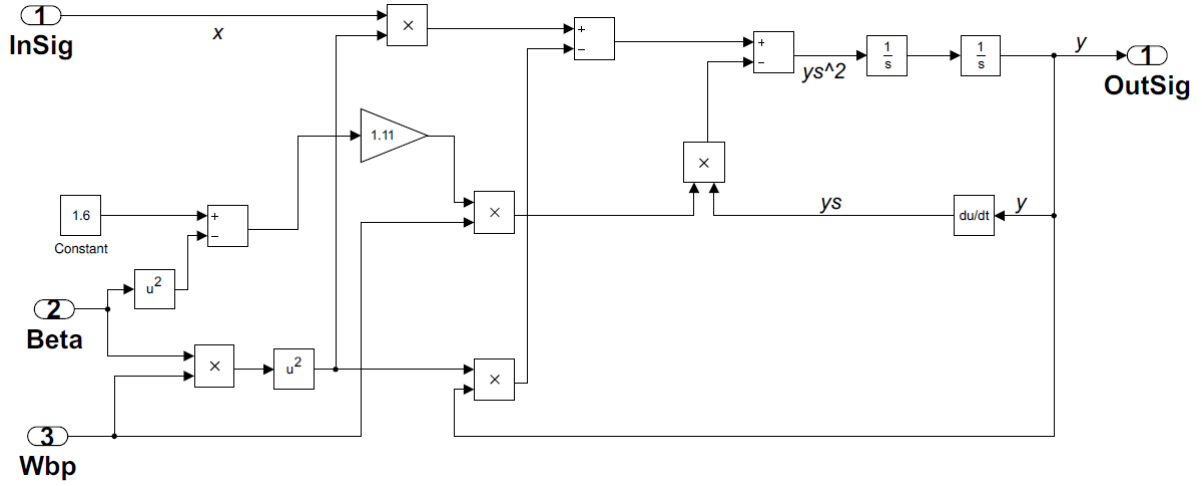 1
InSig
x
×
+
−
+
−
ys^2
1
s
1
s
y
1
OutSig
1.11
×
1.6
Constant
+
−
×
ys
du/dt
y
u²
2
Beta
×
u²
×
3
Wbp